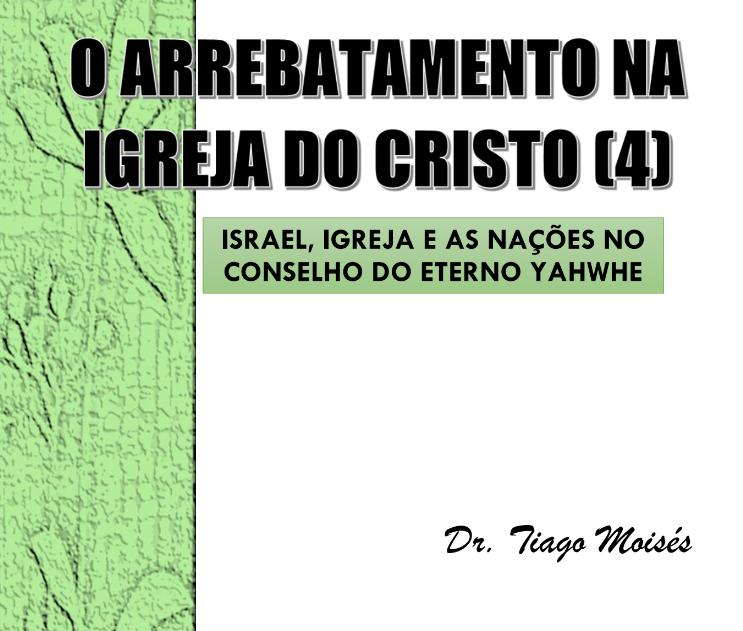 O ARREBATAMENTO NA
IGREJA DO CRISTO (4)
ISRAEL, IGREJA E AS NAÇÕES NO
CONSELHO DO ETERNO YAHWHE
Dr. Tiago Moisés